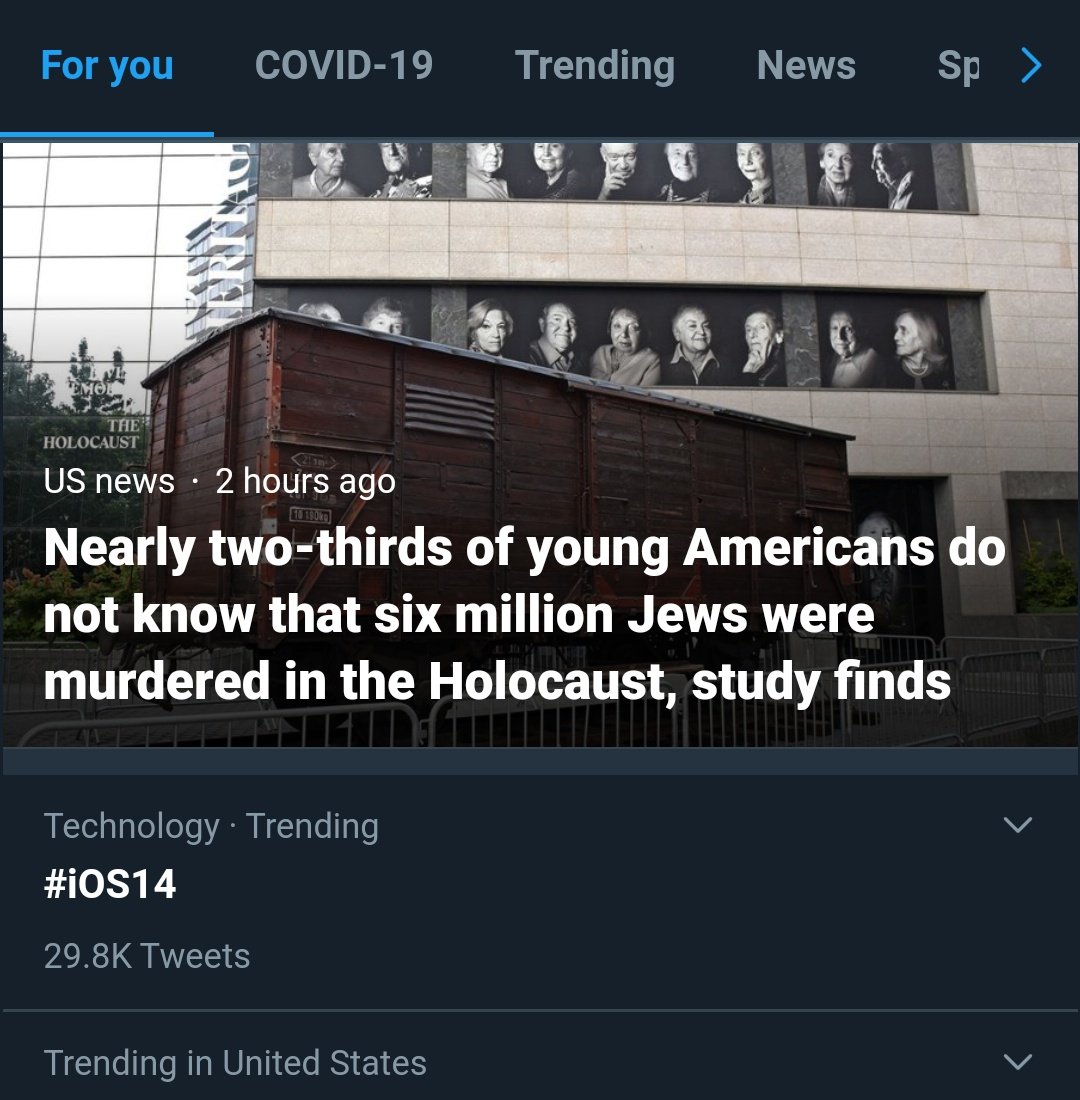 For you COVID-19 Trending News Sp
THE
HOLOCAUST
US news · 2 hours ago
Nearly two-thirds of young Americans do
not know that six million Jews were
murdered in the Holocaust, study finds
Technology · Trending
#iOS14
29.8K Tweets
Trending in United States